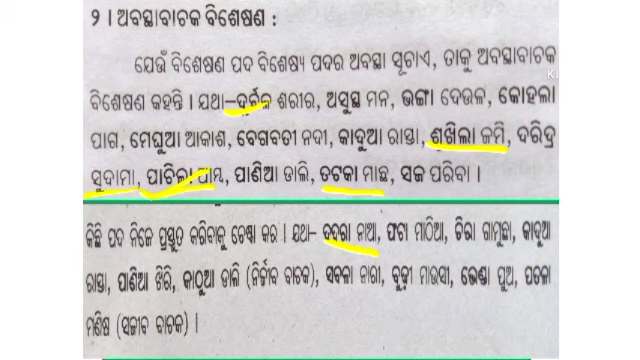 ୨ । ଅବସ୍ଥାବାଚକ ବିଶେଷଣ :
ଯେଉଁ ବିଶେଷଣ ପଦ ବିଶେଷ୍ୟ ପଦର ଅବସ୍ଥା ସୂଚାଏ, ତାକୁ ଅବସ୍ଥାବାଚକ
ବିଶେଷଣ କହନ୍ତି । ଯଥା–ଦୁର୍ବଳ ଶରୀର, ଅସୁସ୍ଥ ମନ, ଭଙ୍ଗା ଦେଉଳ, କୋହଲା
ପାଗ, ମେଘୁଆ ଆକାଶ, ବେଗବତୀ ନଦୀ, କାଦୁଆ ରାସ୍ତା, ଶୁଖିଲା ଜମି, ଦରିଦ୍ର
ସୁଦାମା, ପାଚିଲା ଆମ୍ବ, ପାଣିଆ ଡାଲି, ଚଟକା ମାଛ, ସଜ ପରିବା ।
କିଛି ପଦ ନିଜେ ପ୍ରସ୍ତୁତ କରିବାକୁ ଚେଷ୍ଟା କର । ଯଥା– ଦଦରା ନାଆ, ଫଟା ମାଠିଆ, ଚିରା ଗାମୁଛା, କାଦୁଆ
ରାସ୍ତା, ପାଣିଆ ଖିରି, କାଠୁଆ ଡାଲି (ନିର୍ଜୀବ ବାଚକ), ସବଳା ନାରୀ, ବୁଢ଼ୀ ମାଉସୀ, ଭେଣ୍ଡା ପୁଅ, ପତଳା
ମଣିଷ (ସଜୀବ ବାଚକ) ।